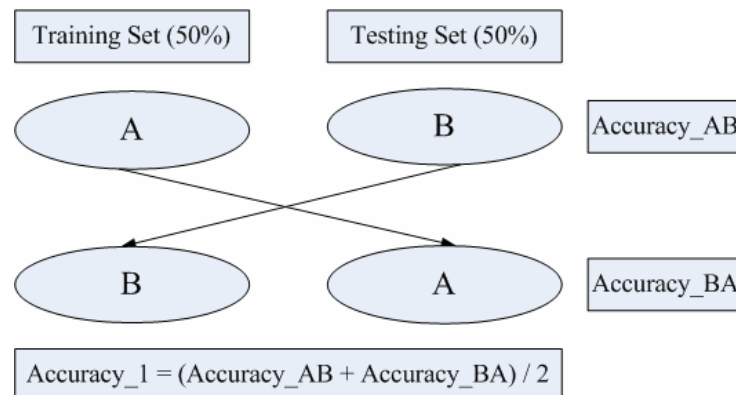 Training Set (50%)
Testing Set (50%)
A
B
Accuracy_AB
B
A
Accuracy_BA
Accuracy_1 = (Accuracy_AB + Accuracy_BA) / 2